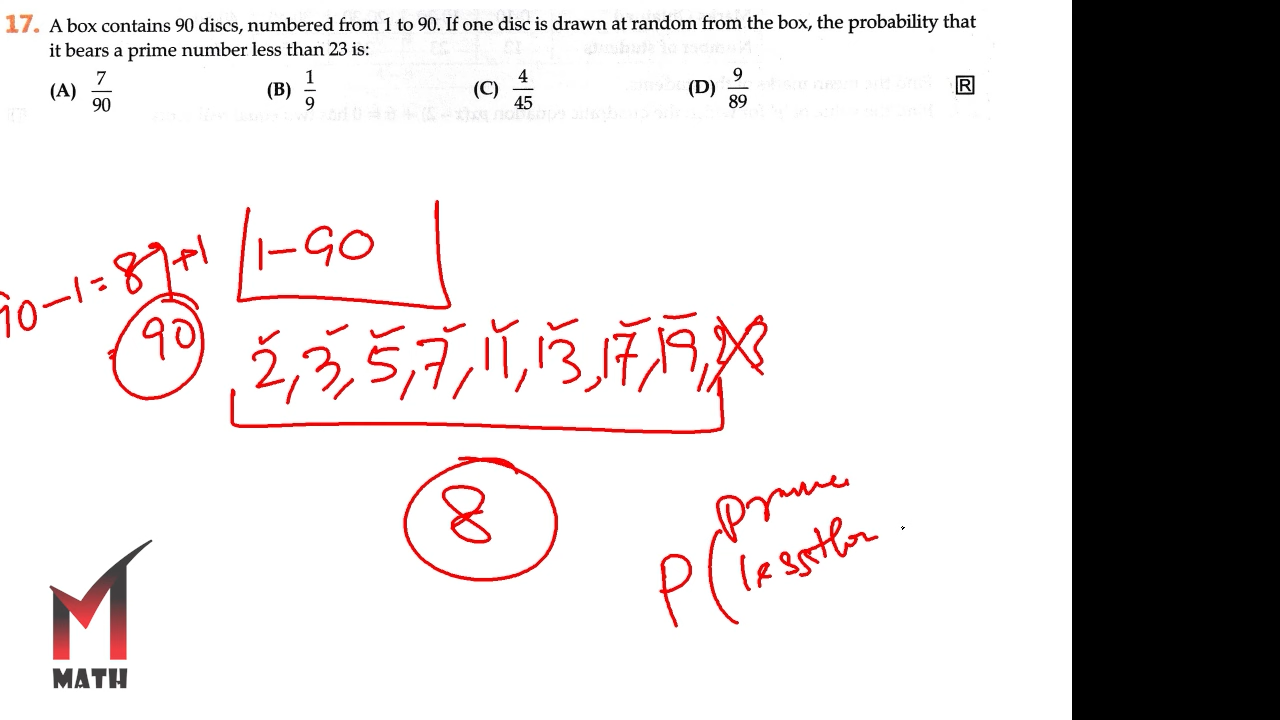 17. A box contains 90 discs, numbered from 1 to 90. If one disc is drawn at random from the box, the probability that
it bears a prime number less than 23 is:
(A) 7/90 (B) 1/9 (C) 4/45 (D) 9/89 R
1-90
90-1=89+1
90
2, 3, 5, 7, 11, 13, 17, 19, 23
8
P(prime
less than
MATH